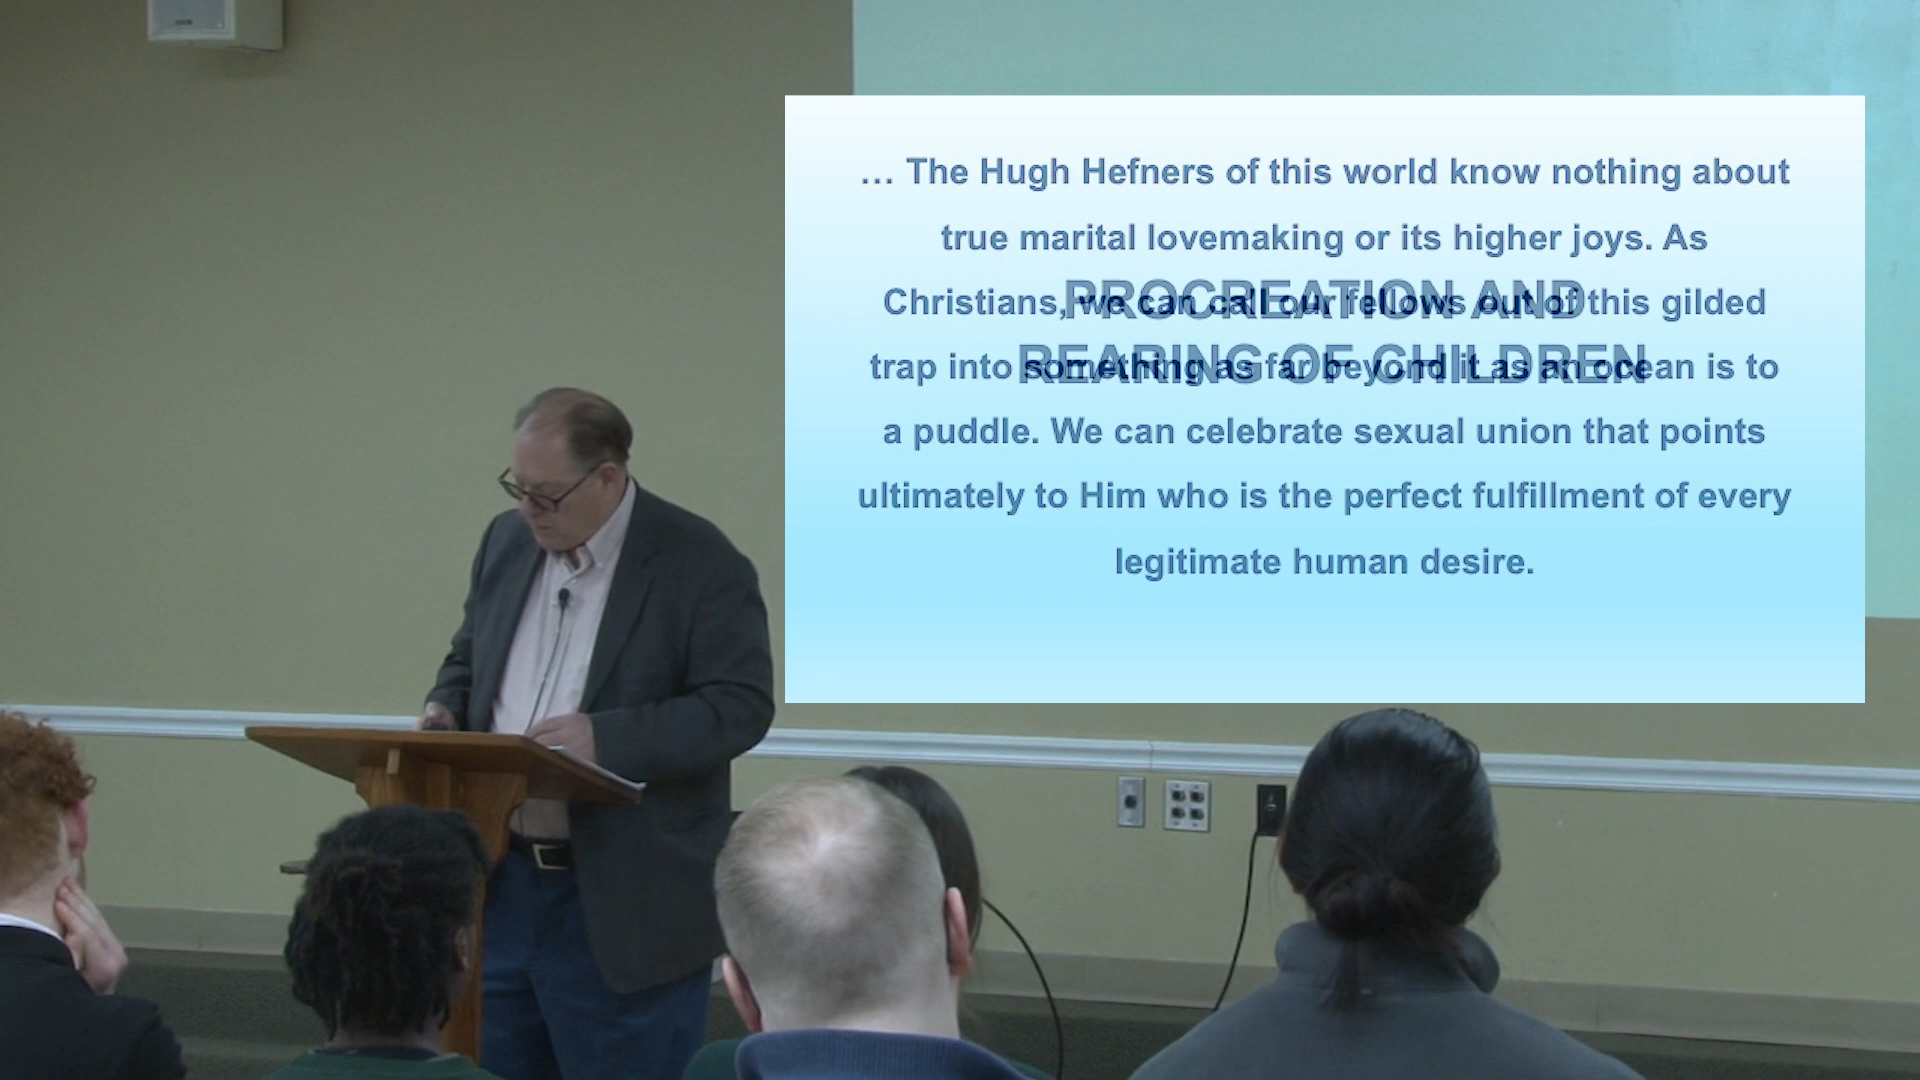 … The Hugh Hefners of this world know nothing about
true marital lovemaking or its higher joys. As
Christians, we can call our fellows out of this gilded
trap into something as far beyond it as an ocean is to
a puddle. We can celebrate sexual union that points
ultimately to Him who is the perfect fulfillment of every
legitimate human desire.
PROCREATION AND
REARING OF CHILDREN